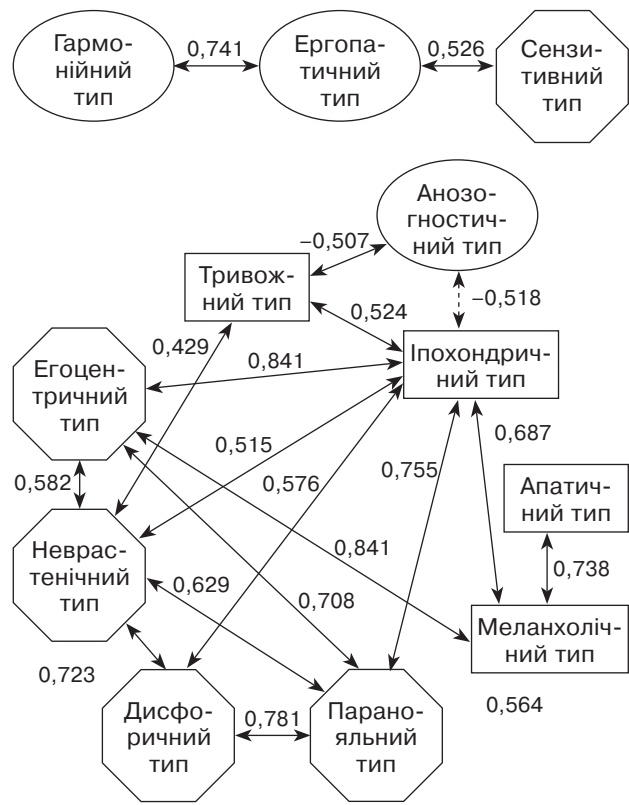 Гармо-
нійний
тип
0,741
Ергопа-
тичний
тип
0,526
Сензи-
тивний
тип
Анозо-
гностич-
ний тип
−0,507
Тривож-
ний тип
−0,518
0,524
0,429
Іпохондрич-
ний тип
Егоцен-
тричний
тип
0,841
0,515
0,687
0,582
0,576
0,755
Апатич-
ний тип
Неврас-
тенічний
тип
0,841
0,738
0,629
0,708
Меланхоліч-
ний тип
0,723
0,564
Дисфо-
ричний
тип
0,781
Парано-
яльний
тип